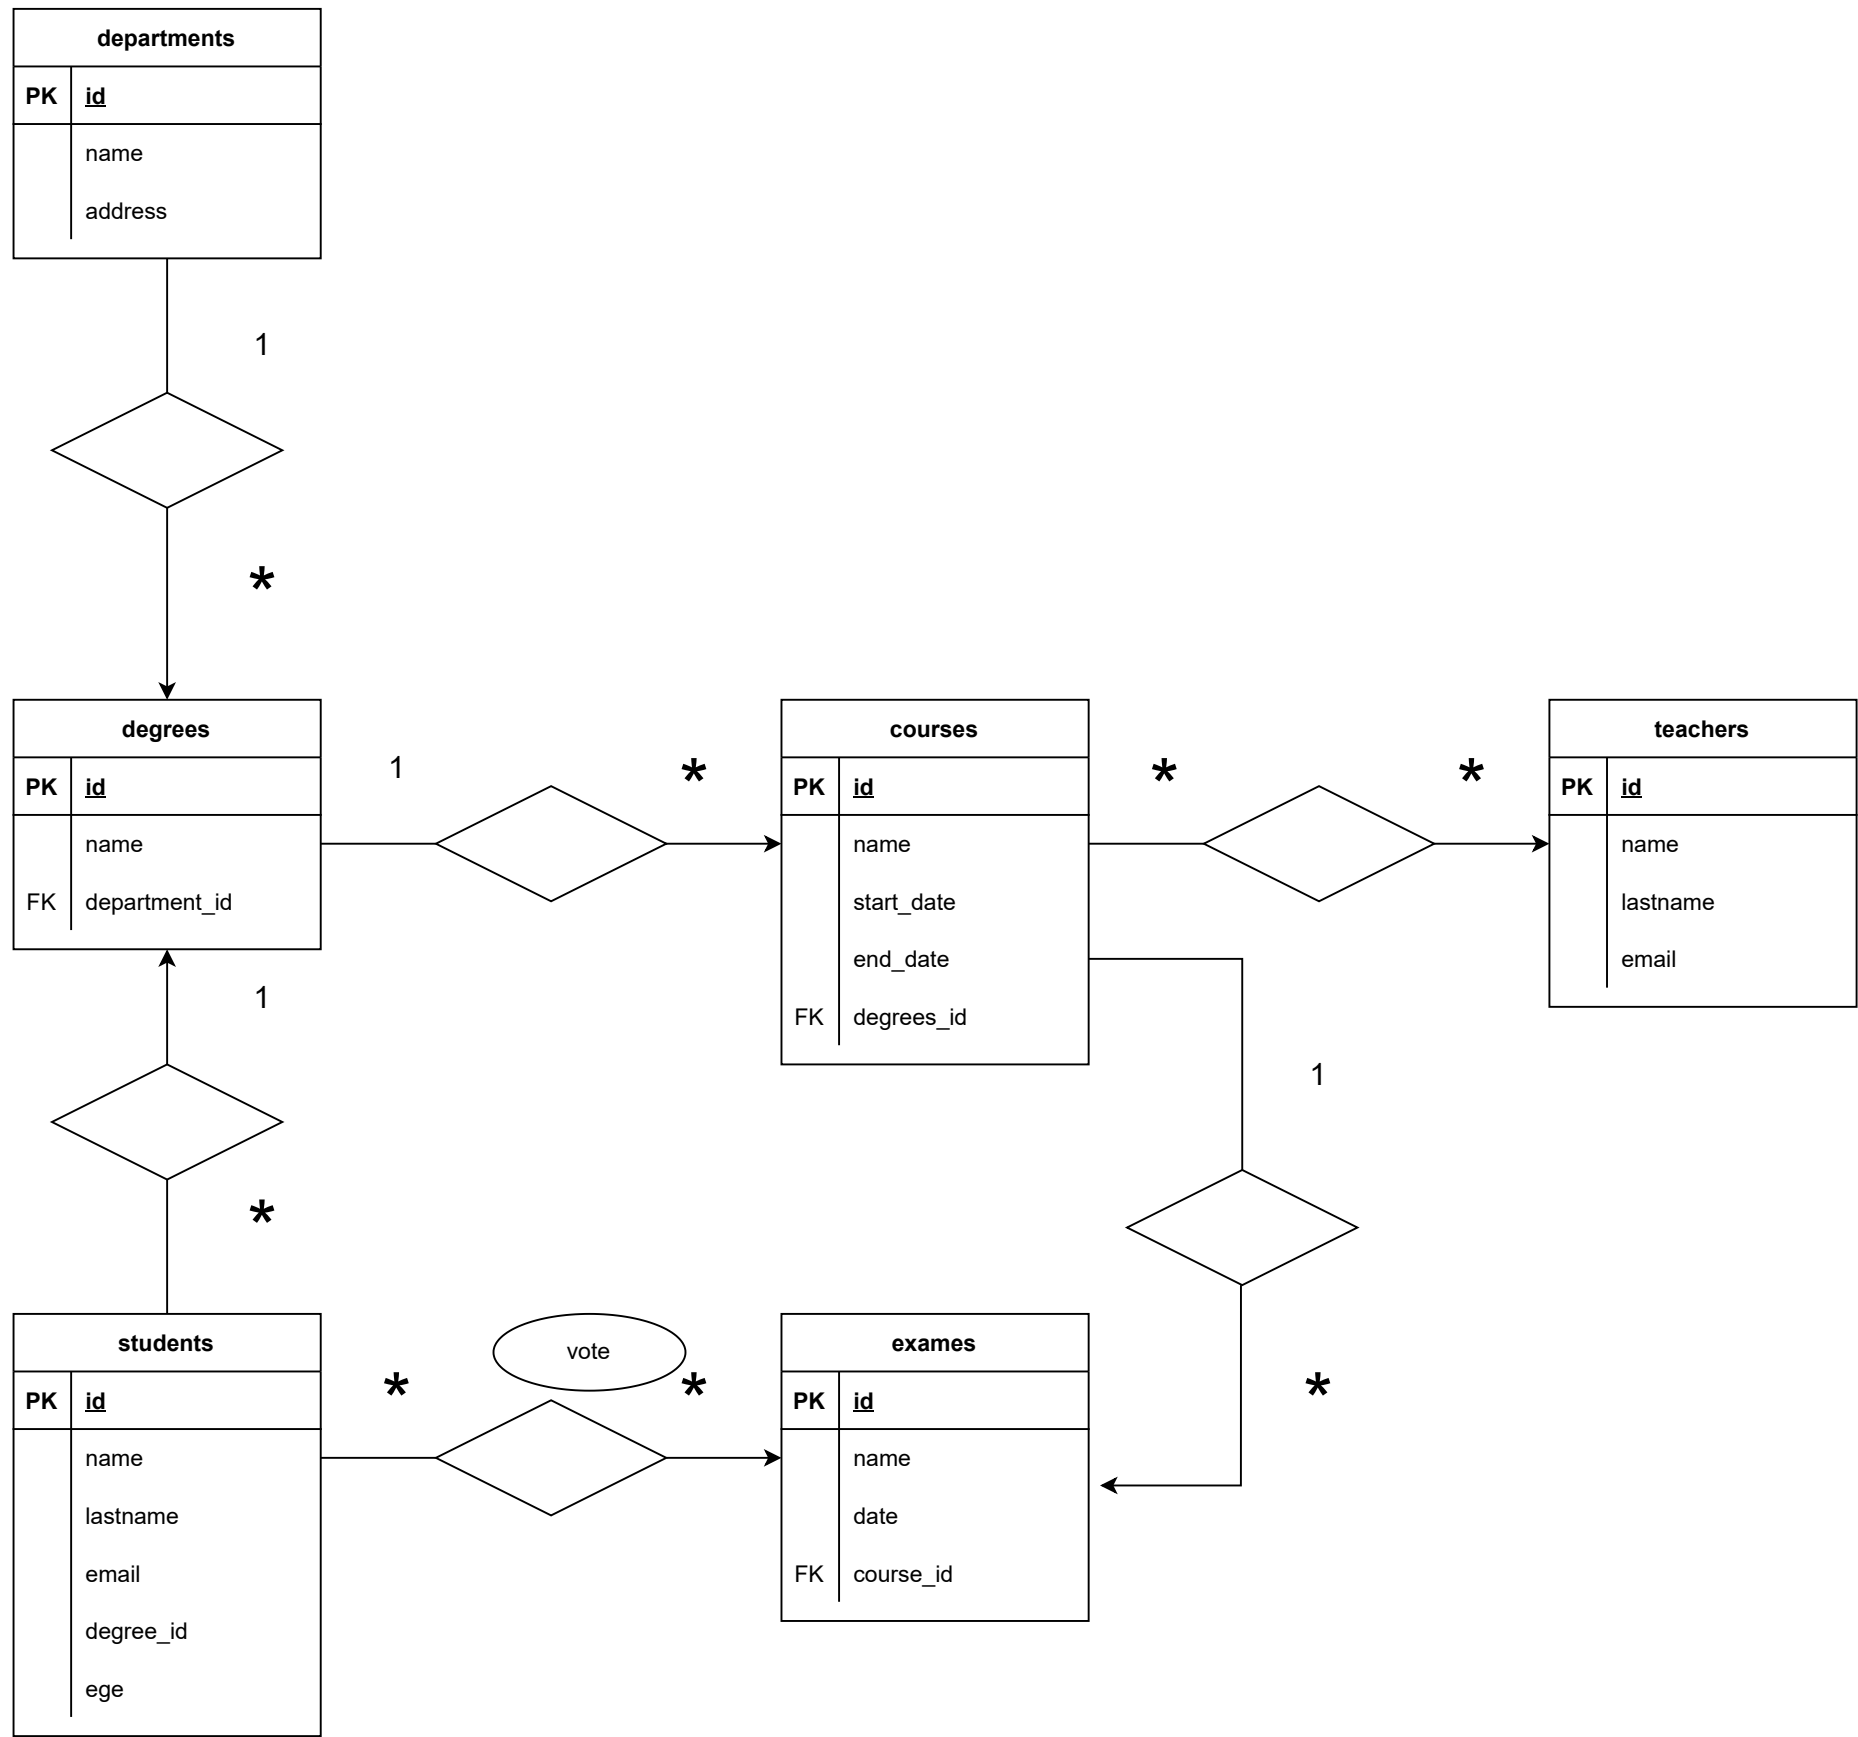 departments
PK id
name
address
1
*
degrees
PK id
name
FK department_id
1
*
courses
PK id
name
start_date
end_date
FK degrees_id
*
*
teachers
PK id
name
lastname
email
1
*
1
*
students
PK id
name
lastname
email
degree_id
ege
*
vote
*
exames
PK id
name
date
FK course_id